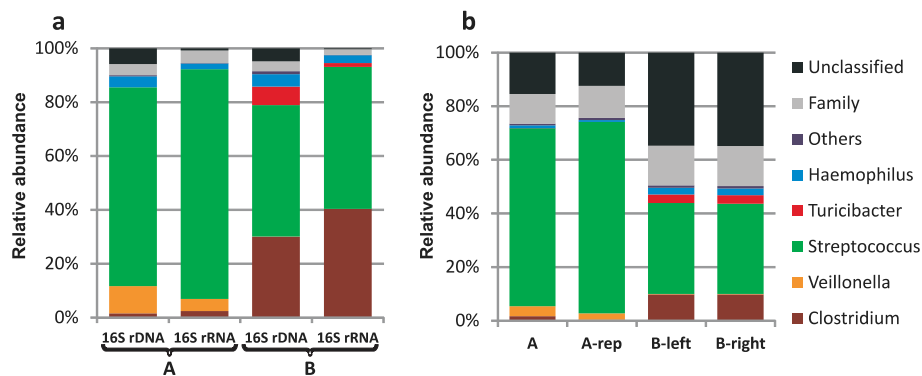 a
Relative abundance
100%
80%
60%
40%
20%
0%
16S rDNA 16S rRNA 16S rDNA 16S rRNA
A B
b
Relative abundance
100%
80%
60%
40%
20%
0%
A A-rep B-left B-right
Unclassified
Family
Others
Haemophilus
Turicibacter
Streptococcus
Veillonella
Clostridium